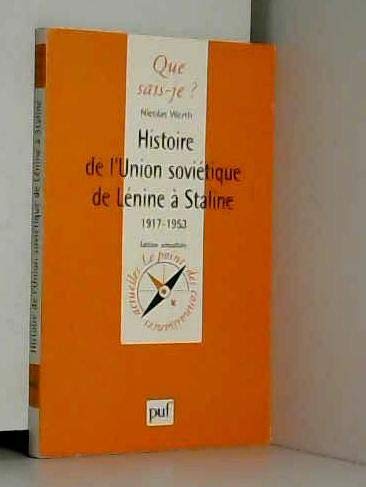 Que
sais-je ?
Nicolas Werth
Histoire
de l'Union soviétique
de Lénine à Staline
1917-1953
Le point des connaissances
actuelles
puf
Histoire de l'Union soviétique de Lénine à Staline